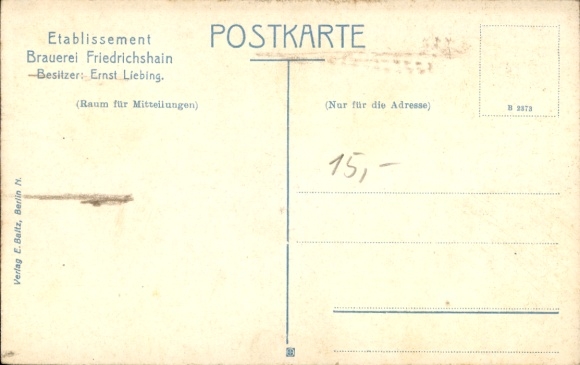 Etablissement
Brauerei Friedrichshain
Besitzer: Ernst Liebing.
POSTKARTE
(Raum für Mitteilungen)
(Nur für die Adresse)
B 2373
15,-
Verlag E. Baltz, Berlin N.